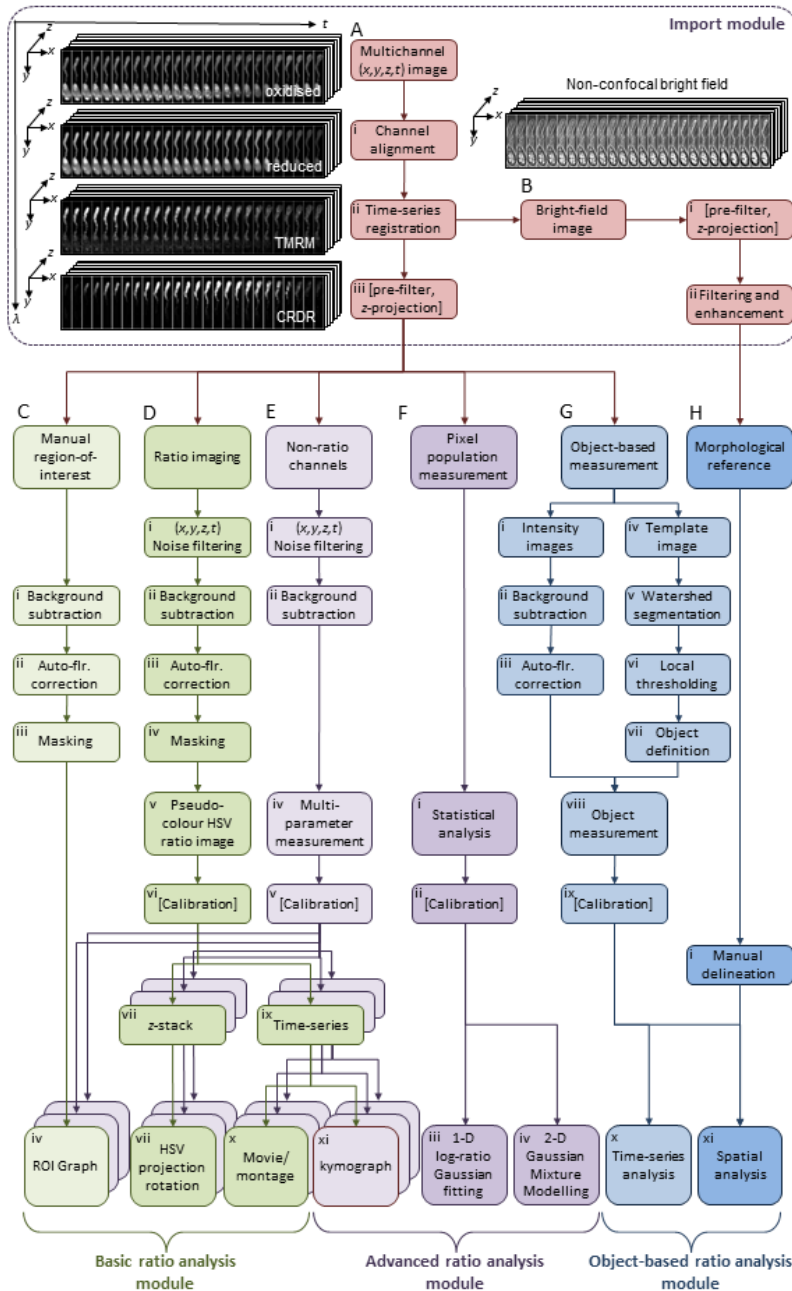 Import module
t
z
x
y
oxidised
z
x
y
reduced
z
x
y
TMRM
z
x
y
CRDR
λ
A
Multichannel
(x,y,z,t) image
i
Channel
alignment
ii
Time-series
registration
iii
[pre-filter,
z-projection]
Non-confocal bright field
z
x
y
B
Bright-field
image
i
[pre-filter,
z-projection]
ii
Filtering and
enhancement
C
Manual
region-of-
interest
i
Background
subtraction
ii
Auto-flr.
correction
iii
Masking
iv
ROI Graph
D
Ratio imaging
i
(x,y,z,t)
Noise filtering
ii
Background
subtraction
iii
Auto-flr.
correction
iv
Masking
v
Pseudo-
colour HSV
ratio image
vi
[Calibration]
vii
z-stack
ix
Time-series
vii
HSV
projection
rotation
x
Movie/
montage
E
Non-ratio
channels
i
(x,y,z,t)
Noise filtering
ii
Background
subtraction
iv
Multi-
parameter
measurement
v
[Calibration]
xi
kymograph
F
Pixel
population
measurement
i
Statistical
analysis
ii
[Calibration]
iii
1-D
log-ratio
Gaussian
fitting
iv
2-D
Gaussian
Mixture
Modelling
G
Object-based
measurement
i
Intensity
images
ii
Background
subtraction
iii
Auto-flr.
correction
iv
Template
image
v
Watershed
segmentation
vi
Local
thresholding
vii
Object
definition
viii
Object
measurement
ix
[Calibration]
x
Time-series
analysis
H
Morphological
reference
i
Manual
delineation
xi
Spatial
analysis
Basic ratio analysis
module
Advanced ratio analysis
module
Object-based ratio analysis
module